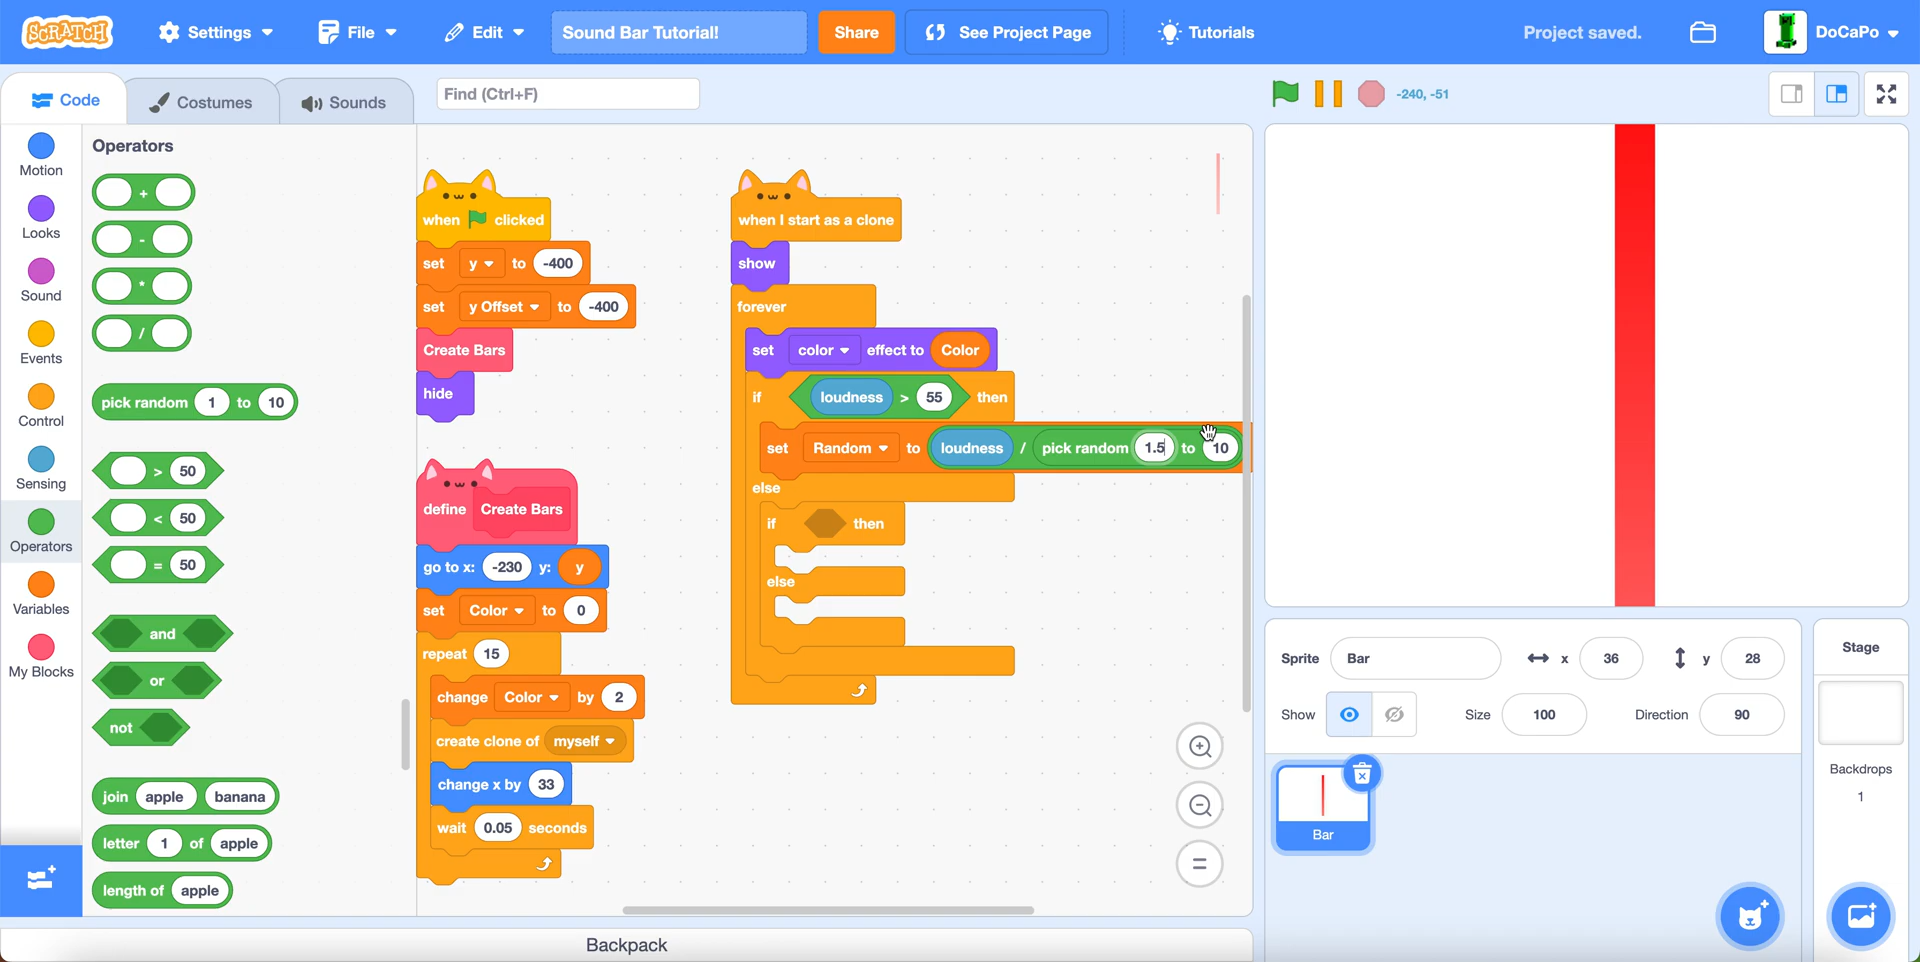 SCRATCH Settings File Edit Sound Bar Tutorial! Share See Project Page Tutorials Project saved. DoCaPo
Code Costumes Sounds Find (Ctrl+F) -240, -51
Motion
Looks
Sound
Events
Control
Sensing
Operators
Variables
My Blocks
Operators
+
-
*
/
pick random 1 to 10
> 50
< 50
= 50
and
or
not
join apple banana
letter 1 of apple
length of apple
when clicked
set y to -400
set y Offset to -400
Create Bars
hide
define Create Bars
go to x: -230 y: y
set Color to 0
repeat 15
change Color by 2
create clone of myself
change x by 33
wait 0.05 seconds
when I start as a clone
show
forever
set color effect to Color
if loudness > 55 then
set Random to loudness / pick random 1.5 to 10
else
if then
else
Sprite Bar x 36 y 28
Show Size 100 Direction 90
Bar
Stage
Backdrops
1
Backpack